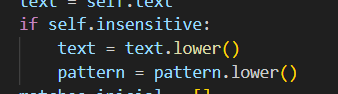 text = self.text
if self.insensitive:
    text = text.lower()
    pattern = pattern.lower()